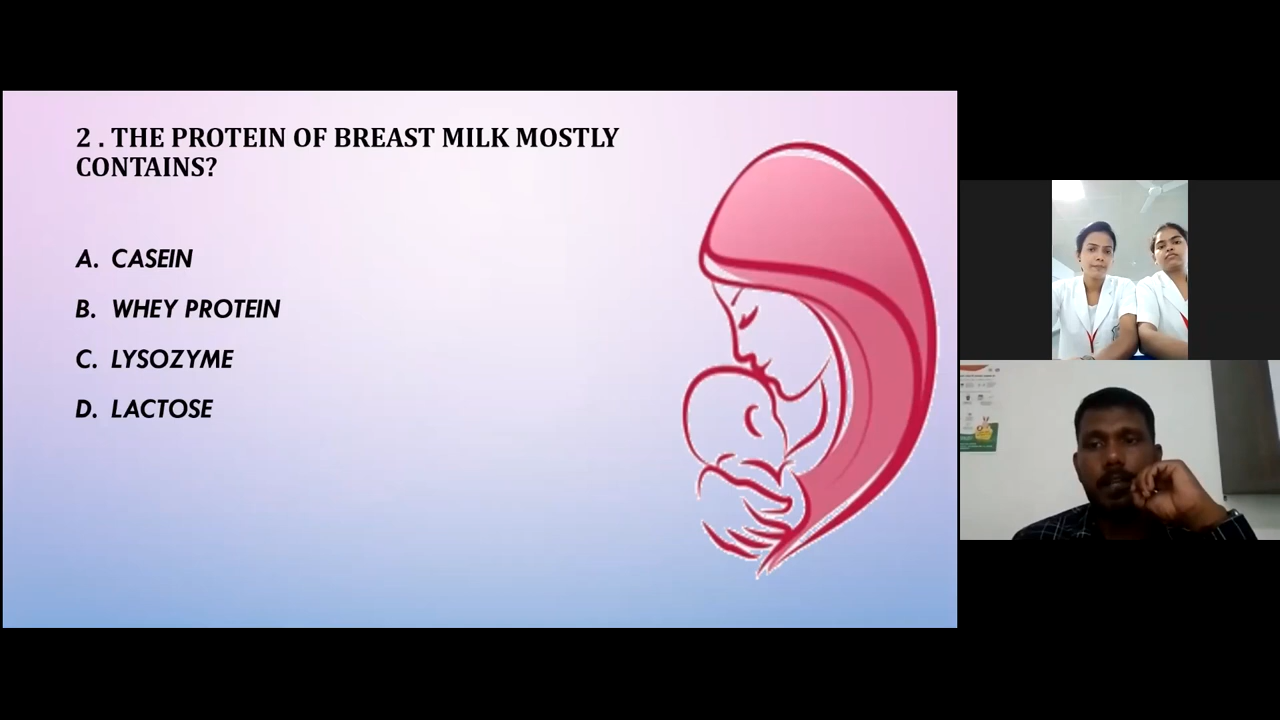 2 . THE PROTEIN OF BREAST MILK MOSTLY
CONTAINS?
A. CASEIN
B. WHEY PROTEIN
C. LYSOZYME
D. LACTOSE